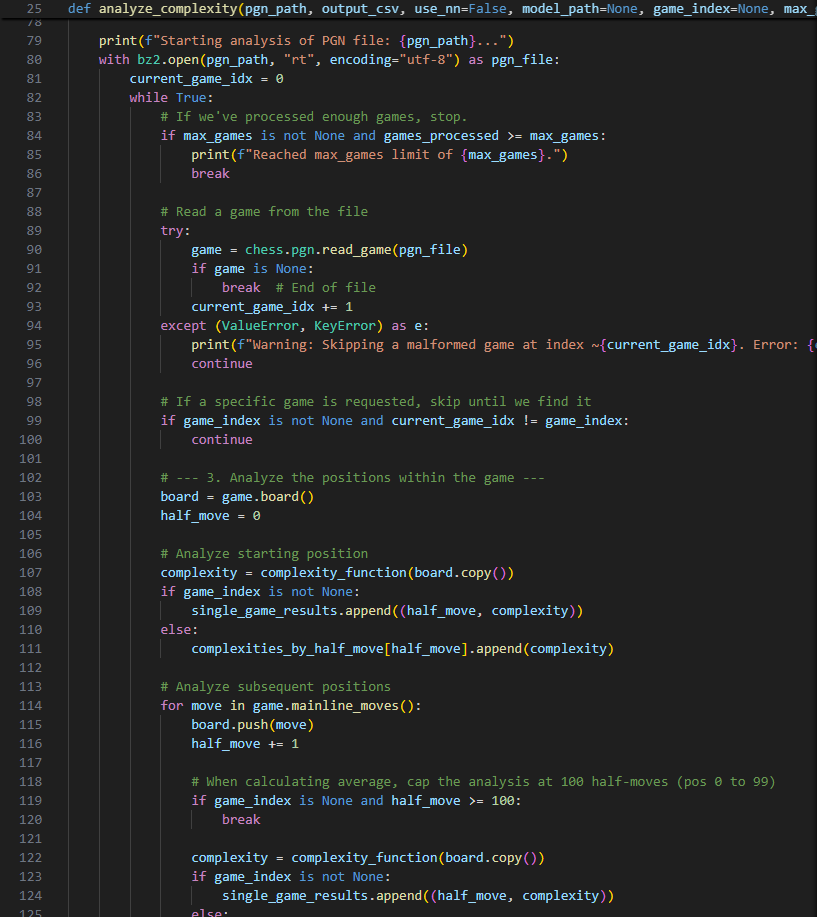 25 def analyze_complexity(pgn_path, output_csv, use_nn=False, model_path=None, game_index=None, max_
78
79     print(f"Starting analysis of PGN file: {pgn_path}...")
80     with bz2.open(pgn_path, "rt", encoding="utf-8") as pgn_file:
81         current_game_idx = 0
82         while True:
83             # If we've processed enough games, stop.
84             if max_games is not None and games_processed >= max_games:
85                 print(f"Reached max_games limit of {max_games}.")
86                 break
87
88             # Read a game from the file
89             try:
90                 game = chess.pgn.read_game(pgn_file)
91                 if game is None:
92                     break  # End of file
93                 current_game_idx += 1
94             except (ValueError, KeyError) as e:
95                 print(f"Warning: Skipping a malformed game at index ~{current_game_idx}. Error: {
96                 continue
97
98             # If a specific game is requested, skip until we find it
99             if game_index is not None and current_game_idx != game_index:
100                 continue
101
102             # --- 3. Analyze the positions within the game ---
103             board = game.board()
104             half_move = 0
105
106             # Analyze starting position
107             complexity = complexity_function(board.copy())
108             if game_index is not None:
109                 single_game_results.append((half_move, complexity))
110             else:
111                 complexities_by_half_move[half_move].append(complexity)
112
113             # Analyze subsequent positions
114             for move in game.mainline_moves():
115                 board.push(move)
116                 half_move += 1
117
118                 # When calculating average, cap the analysis at 100 half-moves (pos 0 to 99)
119                 if game_index is None and half_move >= 100:
120                     break
121
122                 complexity = complexity_function(board.copy())
123                 if game_index is not None:
124                     single_game_results.append((half_move, complexity))
125                 else: